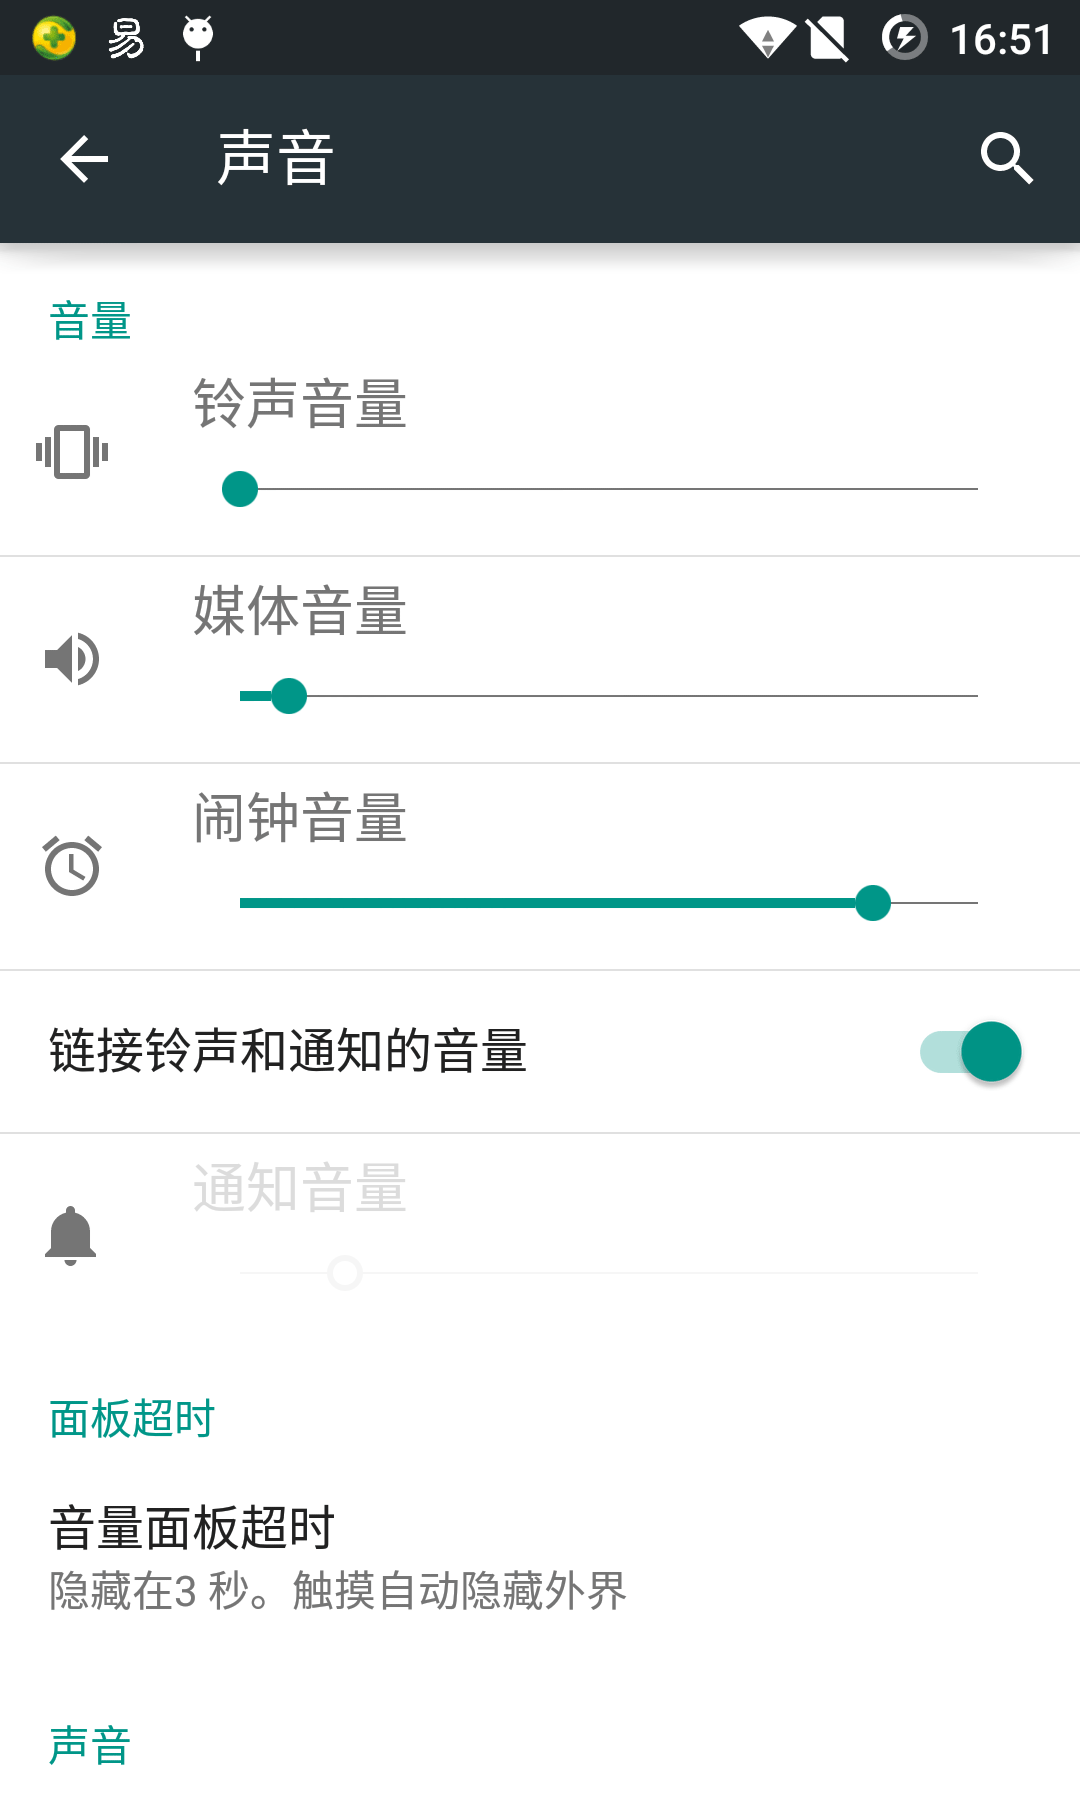 易
16:51
声音
音量
铃声音量
媒体音量
闹钟音量
链接铃声和通知的音量
通知音量
面板超时
音量面板超时
隐藏在3 秒。触摸自动隐藏外界
声音